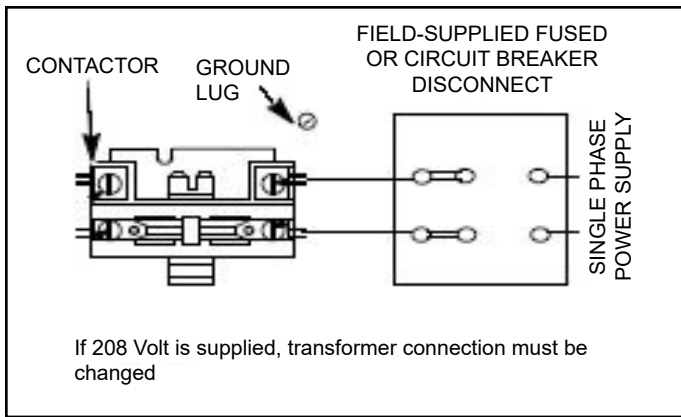 FIELD-SUPPLIED FUSED
OR CIRCUIT BREAKER
DISCONNECT
CONTACTOR
GROUND
LUG
SINGLE PHASE
POWER SUPPLY
If 208 Volt is supplied, transformer connection must be
changed